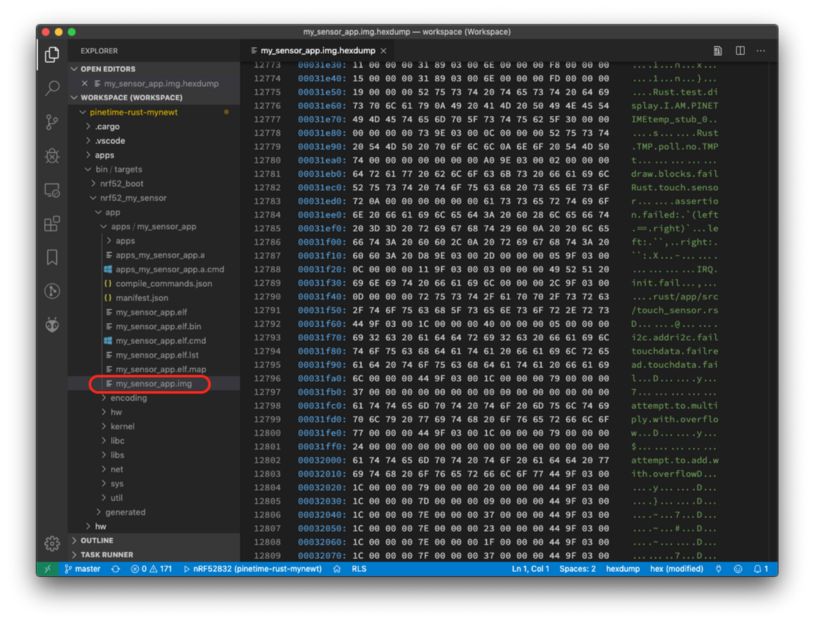 my_sensor_app.img.hexdump — workspace (Workspace)
EXPLORER
OPEN EDITORS
my_sensor_app.img.hexdump
WORKSPACE (WORKSPACE)
pinetime-rust-mynewt
.cargo
.vscode
apps
bin / targets
nrf52_boot
nrf52_my_sensor
app
apps / my_sensor_app
apps
apps_my_sensor_app.a
apps_my_sensor_app.a.cmd
compile_commands.json
manifest.json
my_sensor_app.elf
my_sensor_app.elf.bin
my_sensor_app.elf.cmd
my_sensor_app.elf.lst
my_sensor_app.elf.map
my_sensor_app.img
encoding
hw
kernel
libc
libs
net
sys
util
generated
hw
OUTLINE
TASK RUNNER
my_sensor_app.img.hexdump
12773 00031e30: 11 00 00 00 31 89 03 00 6E 00 00 00 F8 00 00 00 ....1...n...x...
12774 00031e40: 15 00 00 00 31 89 03 00 6E 00 00 00 FD 00 00 00 ....1...n...}...
12775 00031e50: 19 00 00 00 52 75 73 74 20 74 65 73 74 20 64 69 ....Rust.test.di
12776 00031e60: 73 70 6C 61 79 0A 49 20 41 4D 20 50 49 4E 45 54 splay.I.AM.PINET
12777 00031e70: 49 4D 45 74 65 6D 70 5F 73 74 75 62 5F 30 00 00 IMEtemp_stub_0..
12778 00031e80: 00 00 00 00 73 9E 03 00 0C 00 00 00 52 75 73 74 ....s.......Rust
12779 00031e90: 20 54 4D 50 20 70 6F 6C 6C 0A 6E 6F 20 54 4D 50 .TMP.poll.no.TMP
12780 00031ea0: 74 00 00 00 00 00 00 00 A0 9E 03 00 02 00 00 00 t...............
12781 00031eb0: 64 72 61 77 20 62 6C 6F 63 6B 73 20 66 61 69 6C draw.blocks.fail
12782 00031ec0: 52 75 73 74 20 74 6F 75 63 68 20 73 65 6E 73 6F Rust.touch.senso
12783 00031ed0: 72 0A 00 00 00 00 00 00 61 73 73 65 72 74 69 6F r.......assertio
12784 00031ee0: 6E 20 66 61 69 6C 65 64 3A 20 60 28 6C 65 66 74 n.failed:.`(left
12785 00031ef0: 20 3D 3D 20 72 69 67 68 74 29 60 0A 20 20 6C 65 .==.right)`...le
12786 00031f00: 66 74 3A 20 60 60 2C 0A 20 72 69 67 68 74 3A 20 ft:.``,..right:.
12787 00031f10: 60 60 3A 20 D8 9E 03 00 2D 00 00 00 05 9F 03 00 ``:.X...-.......
12788 00031f20: 0C 00 00 00 11 9F 03 00 03 00 00 00 49 52 51 20 ............IRQ.
12789 00031f30: 69 6E 69 74 20 66 61 69 6C 00 00 00 2C 9F 03 00 init.fail...,...
12790 00031f40: 0D 00 00 00 72 75 73 74 2F 61 70 70 2F 73 72 63 ....rust/app/src
12791 00031f50: 2F 74 6F 75 63 68 5F 73 65 6E 73 6F 72 2E 72 73 /touch_sensor.rs
12792 00031f60: 44 9F 03 00 1C 00 00 00 40 00 00 00 05 00 00 00 D.......@.......
12793 00031f70: 69 32 63 20 61 64 64 72 69 32 63 20 66 61 69 6C i2c.addri2c.fail
12794 00031f80: 74 6F 75 63 68 64 61 74 61 20 66 61 69 6C 72 65 touchdata.failre
12795 00031f90: 61 64 20 74 6F 75 63 68 64 61 74 61 20 66 61 69 ad.touchdata.fai
12796 00031fa0: 6C 00 00 00 44 9F 03 00 1C 00 00 00 79 00 00 00 l...D.......y...
12797 00031fb0: 37 00 00 00 00 00 00 00 00 00 00 00 00 00 00 00 7...............
12798 00031fc0: 61 74 74 65 6D 70 74 20 74 6F 20 6D 75 6C 74 69 attempt.to.multi
12799 00031fd0: 70 6C 79 20 77 69 74 68 20 6F 76 65 72 66 6C 6F ply.with.overflo
12800 00031fe0: 77 00 00 00 44 9F 03 00 1C 00 00 00 79 00 00 00 w...D.......y...
12801 00031ff0: 24 00 00 00 00 00 00 00 00 00 00 00 00 00 00 00 $...............
12802 00032000: 61 74 74 65 6D 70 74 20 74 6F 20 61 64 64 20 77 attempt.to.add.w
12803 00032010: 69 74 68 20 6F 76 65 72 66 6C 6F 77 44 9F 03 00 ith.overflowD...
12804 00032020: 1C 00 00 00 79 00 00 00 20 00 00 00 44 9F 03 00 ....y.......D...
12805 00032030: 1C 00 00 00 7D 00 00 00 09 00 00 00 44 9F 03 00 ....}.......D...
12806 00032040: 1C 00 00 00 7E 00 00 00 37 00 00 00 44 9F 03 00 ....~...7...D...
12807 00032050: 1C 00 00 00 7E 00 00 00 23 00 00 00 44 9F 03 00 ....~...#...D...
12808 00032060: 1C 00 00 00 7E 00 00 00 1F 00 00 00 44 9F 03 00 ....~.......D...
12809 00032070: 1C 00 00 00 7F 00 00 00 37 00 00 00 44 9F 03 00 ........7...D...
master 0 171 nRF52832 (pinetime-rust-mynewt) RLS Ln 1, Col 1 Spaces: 2 hexdump hex (modified) 1